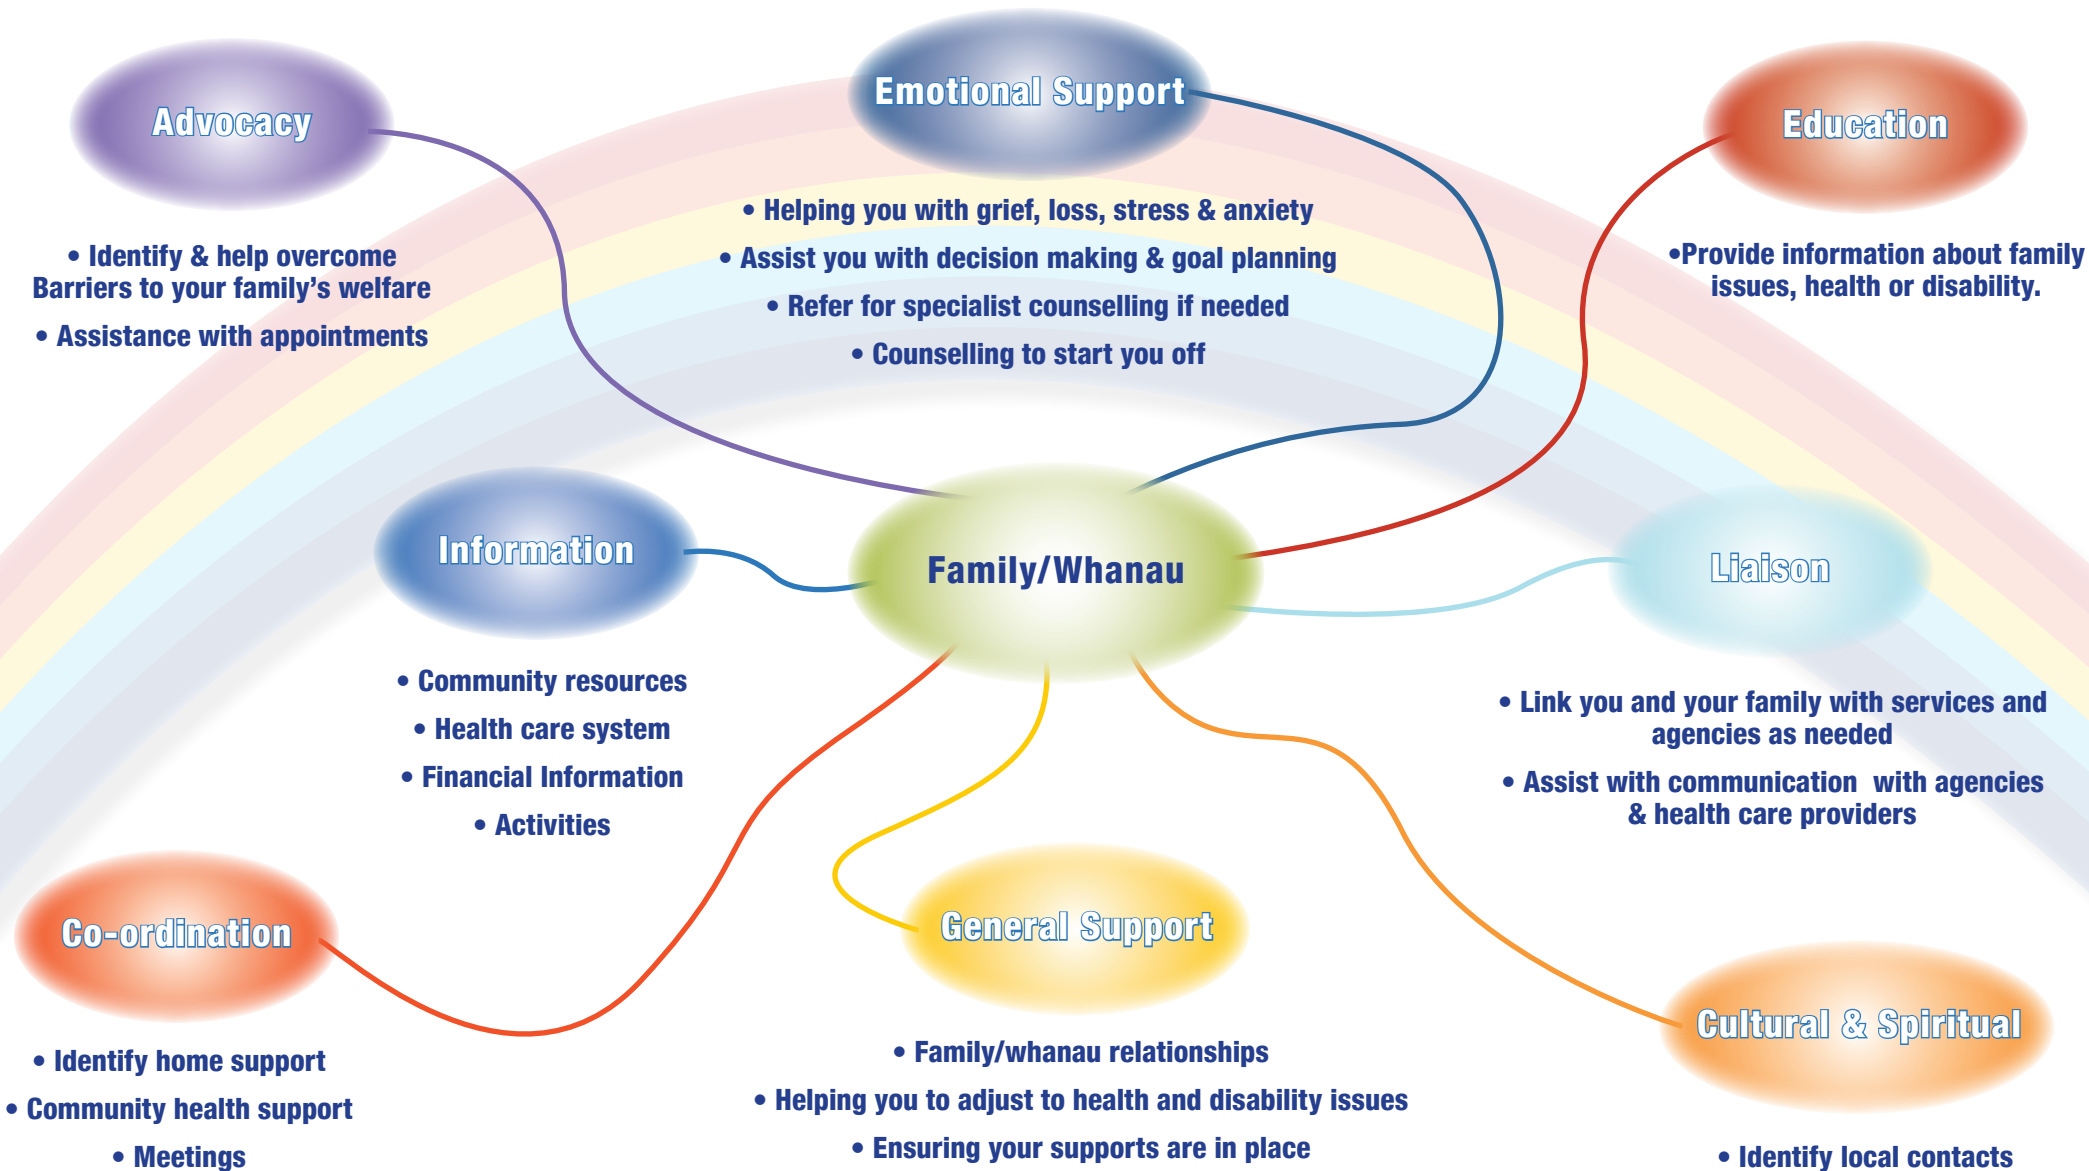 Advocacy
• Identify & help overcome
Barriers to your family's welfare
• Assistance with appointments
Emotional Support
• Helping you with grief, loss, stress & anxiety
• Assist you with decision making & goal planning
• Refer for specialist counselling if needed
• Counselling to start you off
Education
•Provide information about family
issues, health or disability.
Information
• Community resources
• Health care system
• Financial Information
• Activities
Family/Whanau
Liaison
• Link you and your family with services and
agencies as needed
• Assist with communication  with agencies
& health care providers
Co-ordination
• Identify home support
• Community health support
• Meetings
General Support
• Family/whanau relationships
• Helping you to adjust to health and disability issues
• Ensuring your supports are in place
Cultural & Spiritual
• Identify local contacts